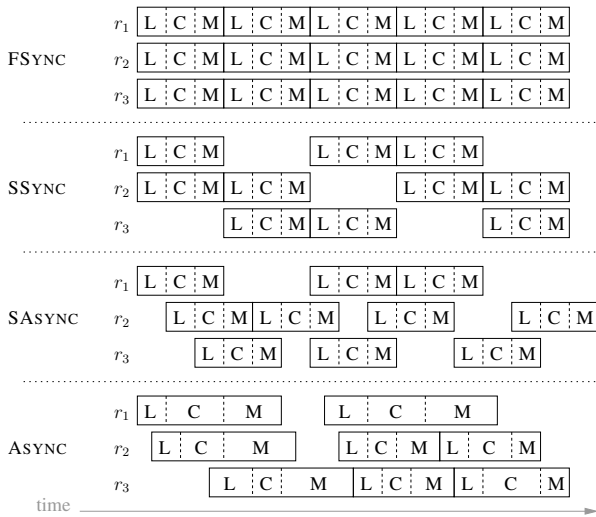 r₁ L C M L C M L C M L C M L C M
FSYNC r₂ L C M L C M L C M L C M L C M
r₃ L C M L C M L C M L C M L C M
r₁ L C M L C M L C M
SSYNC r₂ L C M L C M L C M L C M
r₃ L C M L C M L C M
r₁ L C M L C M L C M
SASYNC r₂ L C M L C M L C M L C M
r₃ L C M L C M L C M
r₁ L C M L C M
ASYNC r₂ L C M L C M L C M
r₃ L C M L C M L C M
time